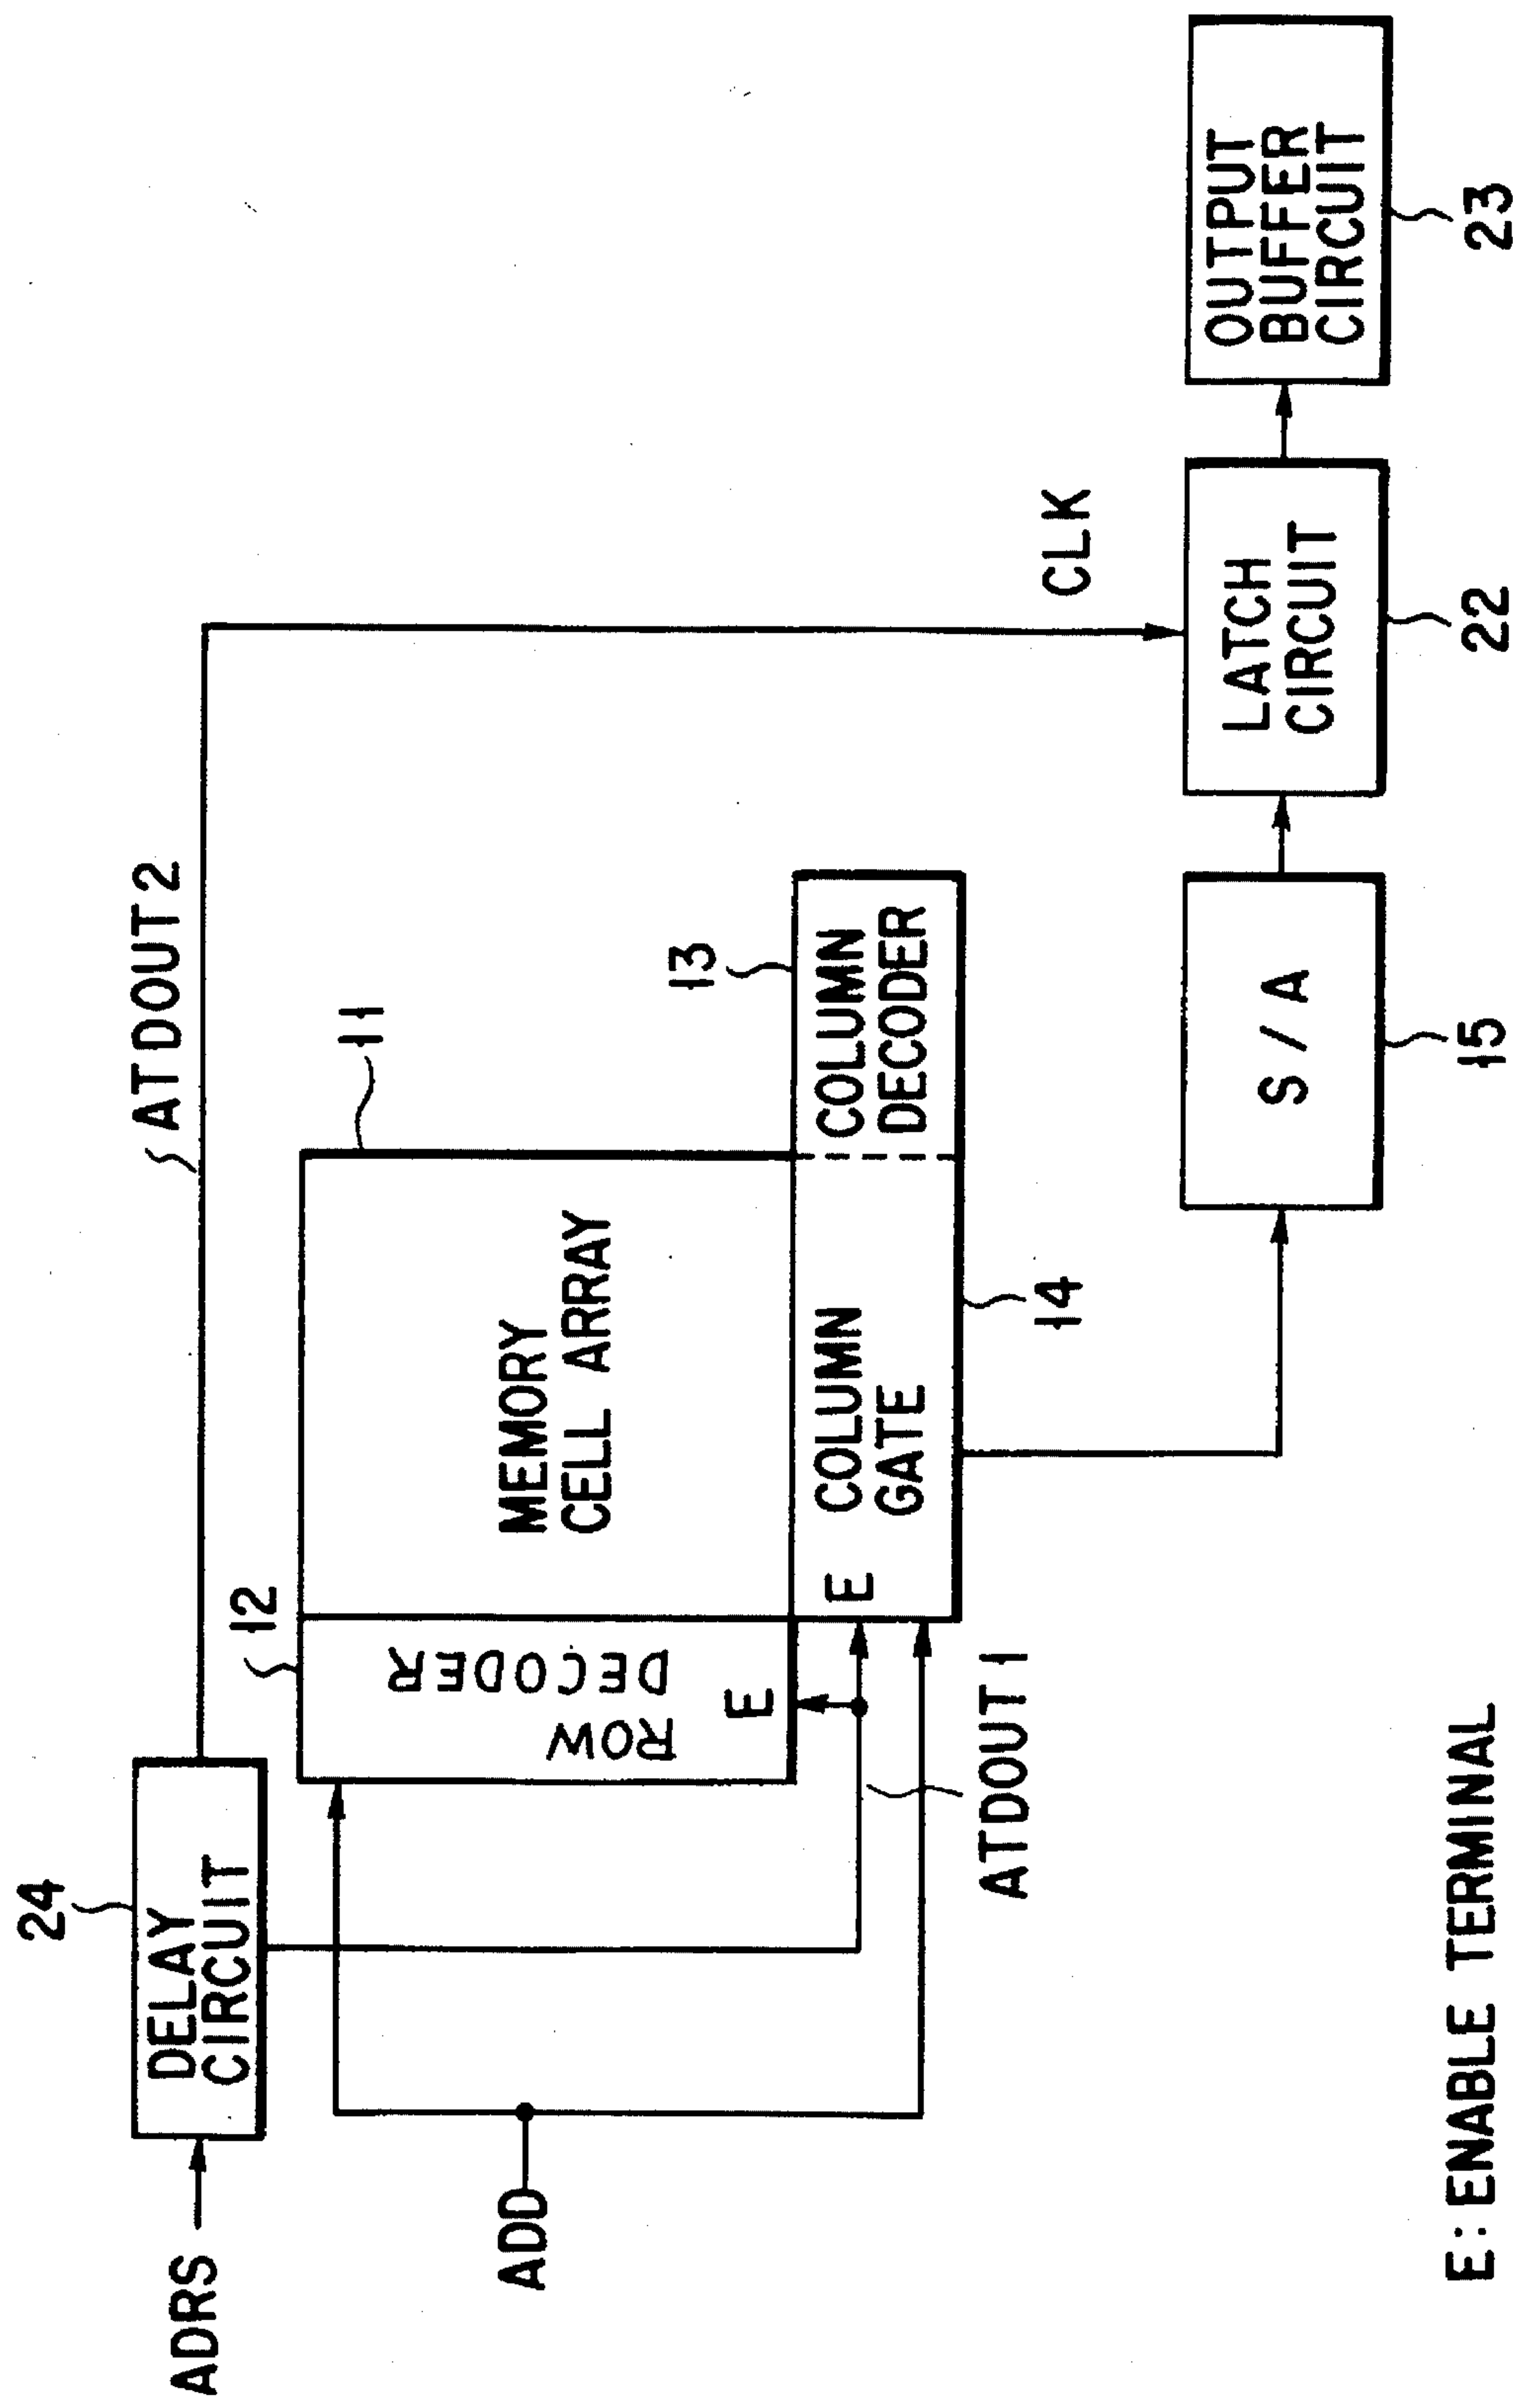 ADRS
24
DELAY
CIRCUIT
ATDOUT2
ADD
12
ROW
DECODER
E
11
MEMORY
CELL ARRAY
13
COLUMN
DECODER
E
COLUMN
GATE
14
ATDOUT1
CLK
S/A
15
LATCH
CIRCUIT
22
OUTPUT
BUFFER
CIRCUIT
23
E: ENABLE TERMINAL